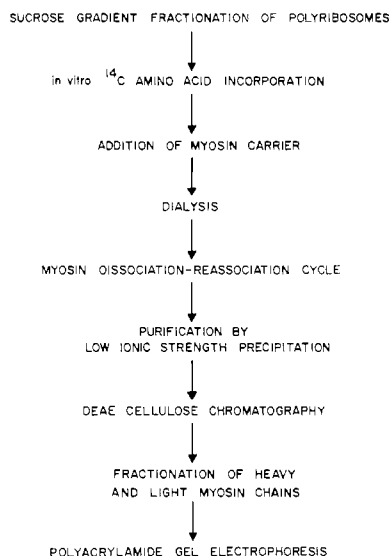 SUCROSE GRADIENT FRACTIONATION OF POLYRIBOSOMES
in vitro 14C AMINO ACID INCORPORATION
ADDITION OF MYOSIN CARRIER
DIALYSIS
MYOSIN DISSOCIATION-REASSOCIATION CYCLE
PURIFICATION BY
LOW IONIC STRENGTH PRECIPITATION
DEAE CELLULOSE CHROMATOGRAPHY
FRACTIONATION OF HEAVY
AND LIGHT MYOSIN CHAINS
POLYACRYLAMIDE GEL ELECTROPHORESIS